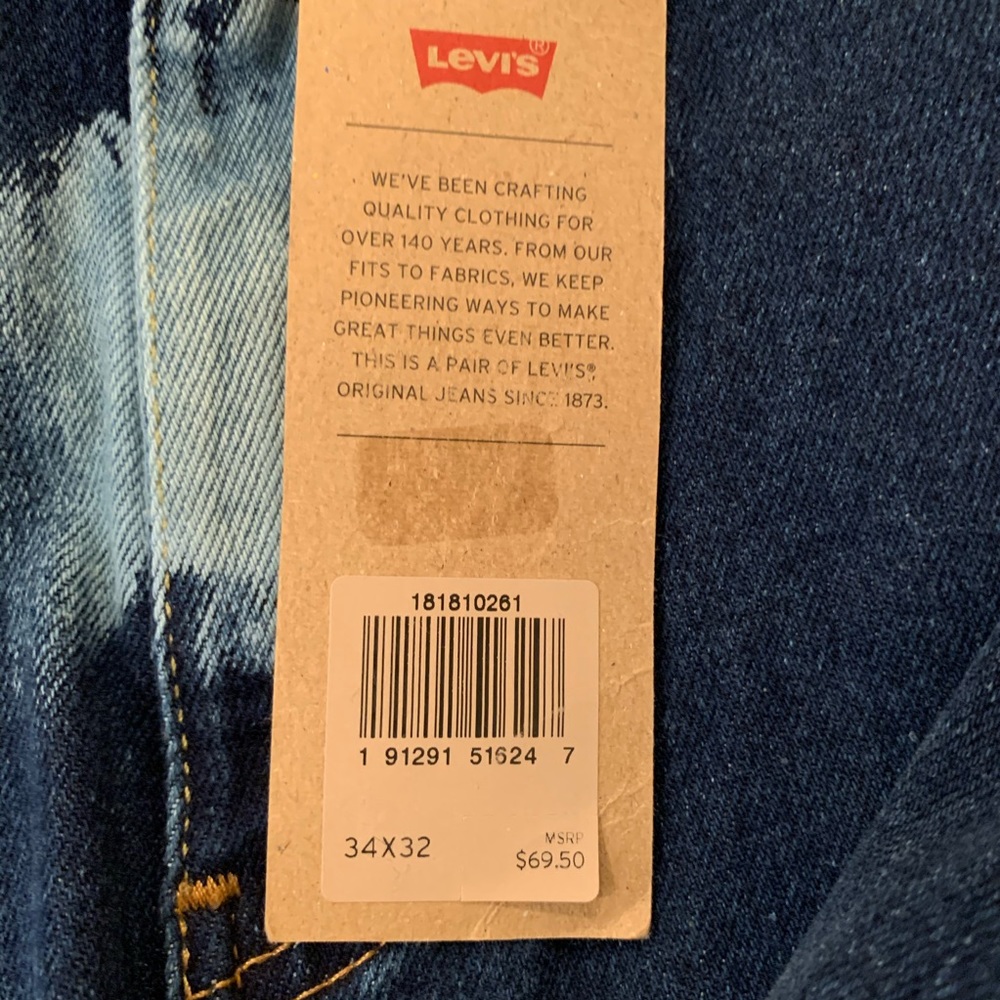 Levi's®
WE'VE BEEN CRAFTING
QUALITY CLOTHING FOR
OVER 140 YEARS. FROM OUR
FITS TO FABRICS, WE KEEP
PIONEERING WAYS TO MAKE
GREAT THINGS EVEN BETTER.
THIS IS A PAIR OF LEVI'S®
ORIGINAL JEANS SINCE 1873.
181810261
1 91291 51624 7
34X32
MSRP
$69.50